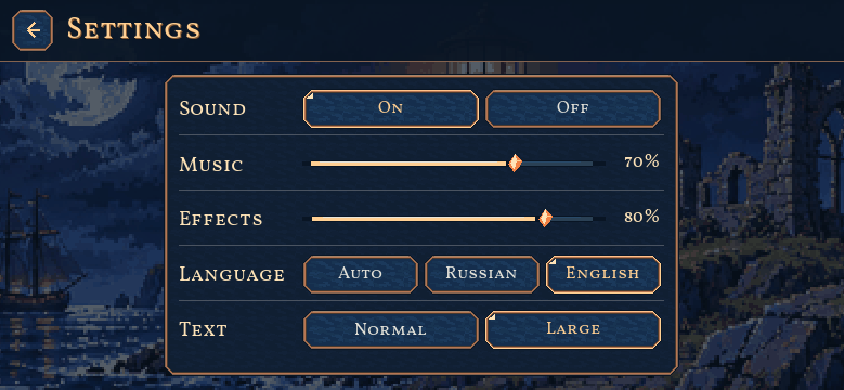 Settings
Sound On Off
Music 70%
Effects 80%
Language Auto Russian English
Text Normal Large